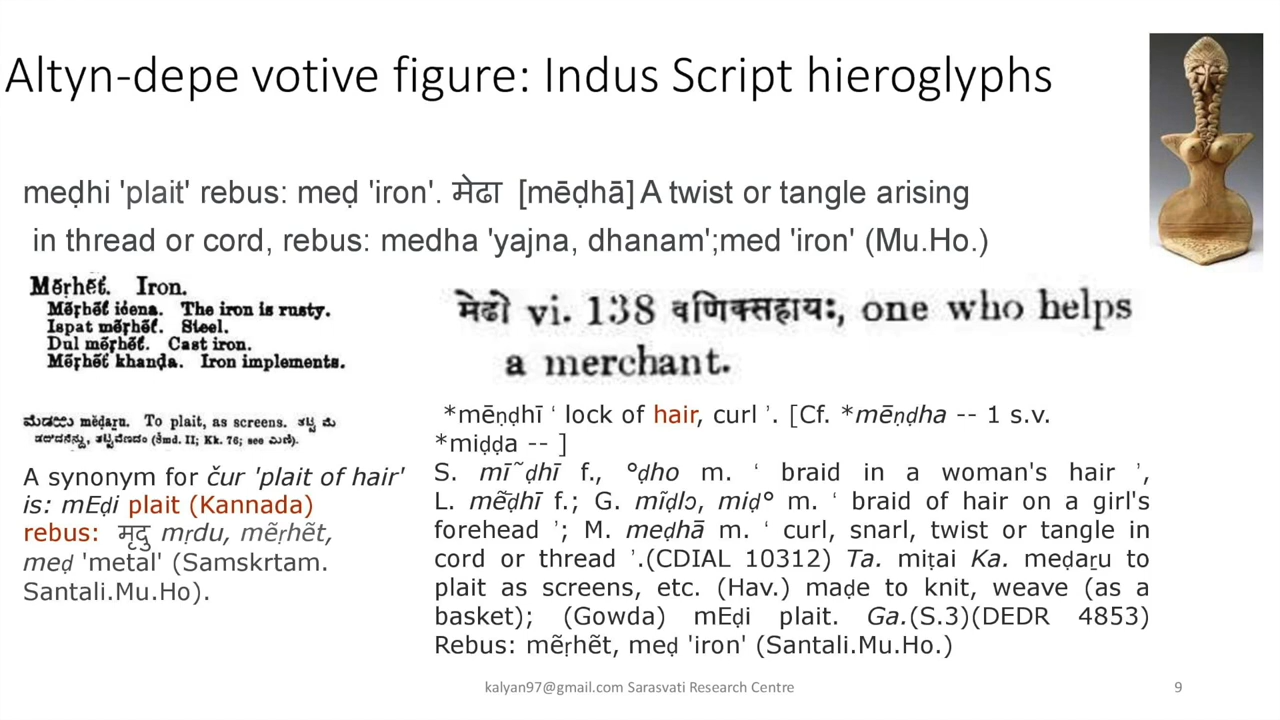 Altyn-depe votive figure: Indus Script hieroglyphs
meḍhi 'plait' rebus: meḍ 'iron'. मेढा [mēḍhā] A twist or tangle arising
in thread or cord, rebus: medha 'yajna, dhanam';med 'iron' (Mu.Ho.)
Mẽṛhẽt. Iron.
Mẽṛhẽt idena. The iron is rusty.
Ispat mẽṛhẽt. Steel.
Dul mẽṛhẽt. Cast iron.
Mẽṛhẽt khaṇḍa. Iron implements.
मेढो vi. 138 वणिक्सहायः, one who helps
a merchant.
mĕḍaṟu. To plait, as screens.
(Śmd. II; Kk. 76; see
A synonym for čur 'plait of hair'
is: mEḍi plait (Kannada)
rebus: मृदु mṛdu, mẽṛhẽt,
meḍ 'metal' (Samskrtam.
Santali.Mu.Ho).
*mēṇḍhī ‘ lock of hair, curl ’. [Cf. *mēṇḍha -- 1 s.v.
*miḍḍa -- ]
S. mī˜ḍhī f., °ḍho m. ‘ braid in a woman's hair ’,
L. mē̃ḍhī f.; G. mĩḍlɔ, miḍ° m. ‘ braid of hair on a girl's
forehead ’; M. meḍhā m. ‘ curl, snarl, twist or tangle in
cord or thread ’.(CDIAL 10312) Ta. miṭai Ka. meḍaṟu to
plait as screens, etc. (Hav.) maḍe to knit, weave (as a
basket); (Gowda) mEḍi plait. Ga.(S.3)(DEDR 4853)
Rebus: mẽṛhẽt, meḍ 'iron' (Santali.Mu.Ho.)
kalyan97@gmail.com Sarasvati Research Centre
9